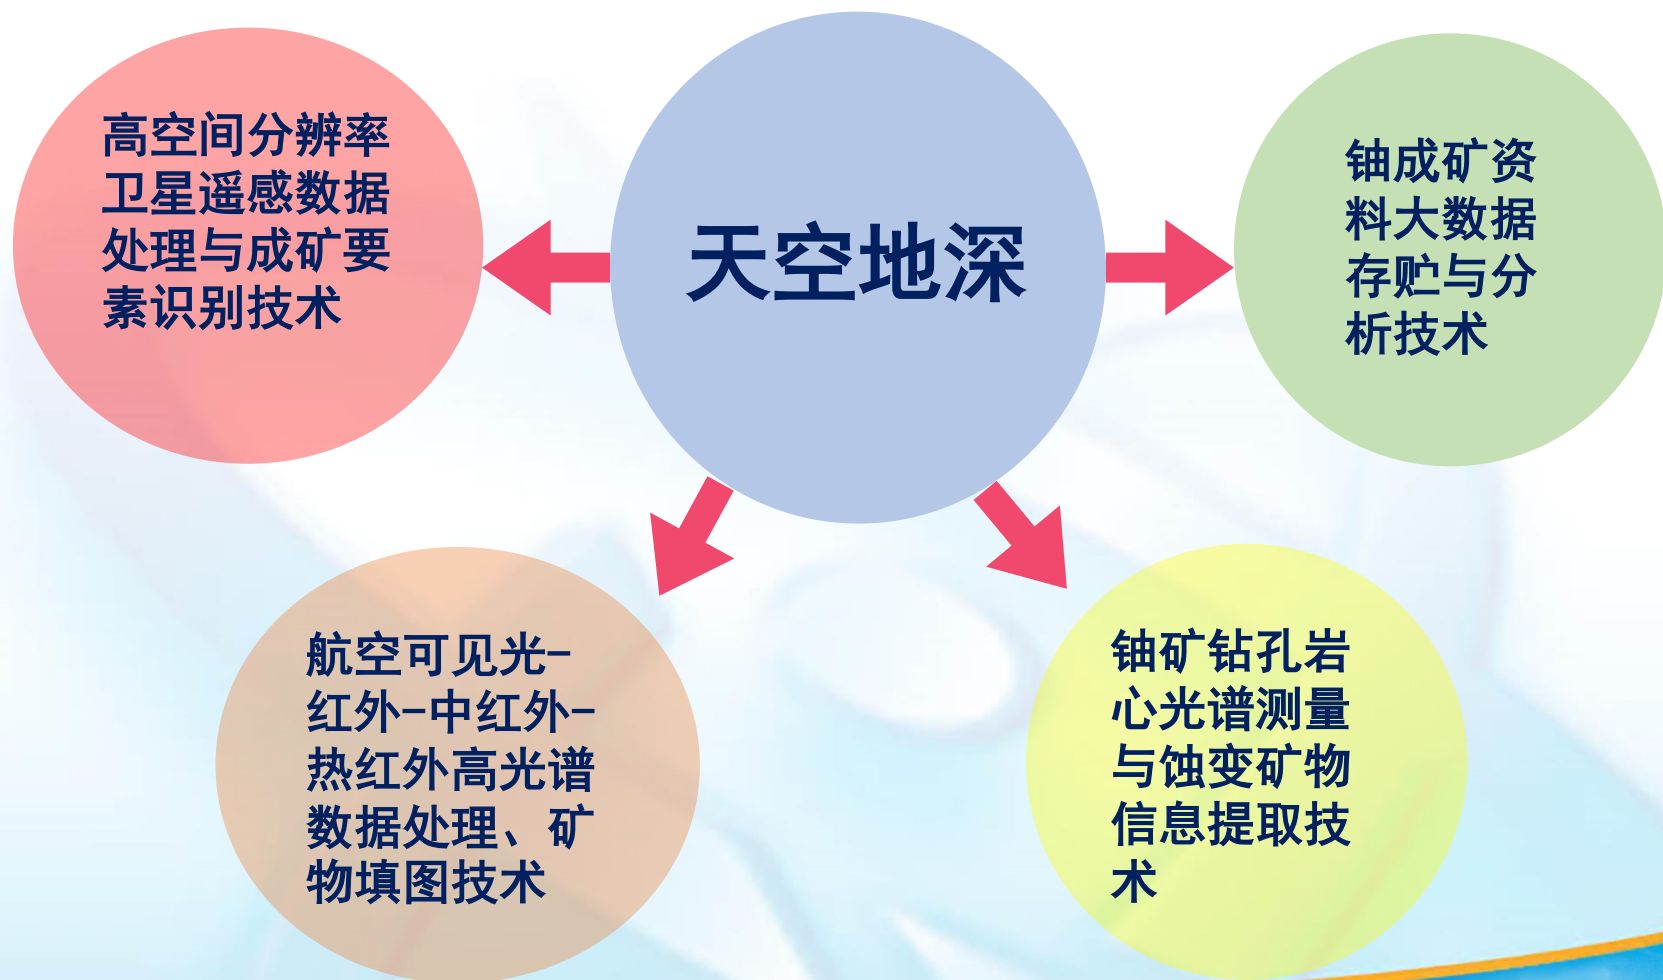 高空间分辨率
卫星遥感数据
处理与成矿要
素识别技术
天空地深
铀成矿资
料大数据
存贮与分
析技术
航空可见光-
红外-中红外-
热红外高光谱
数据处理、矿
物填图技术
铀矿钻孔岩
心光谱测量
与蚀变矿物
信息提取技
术